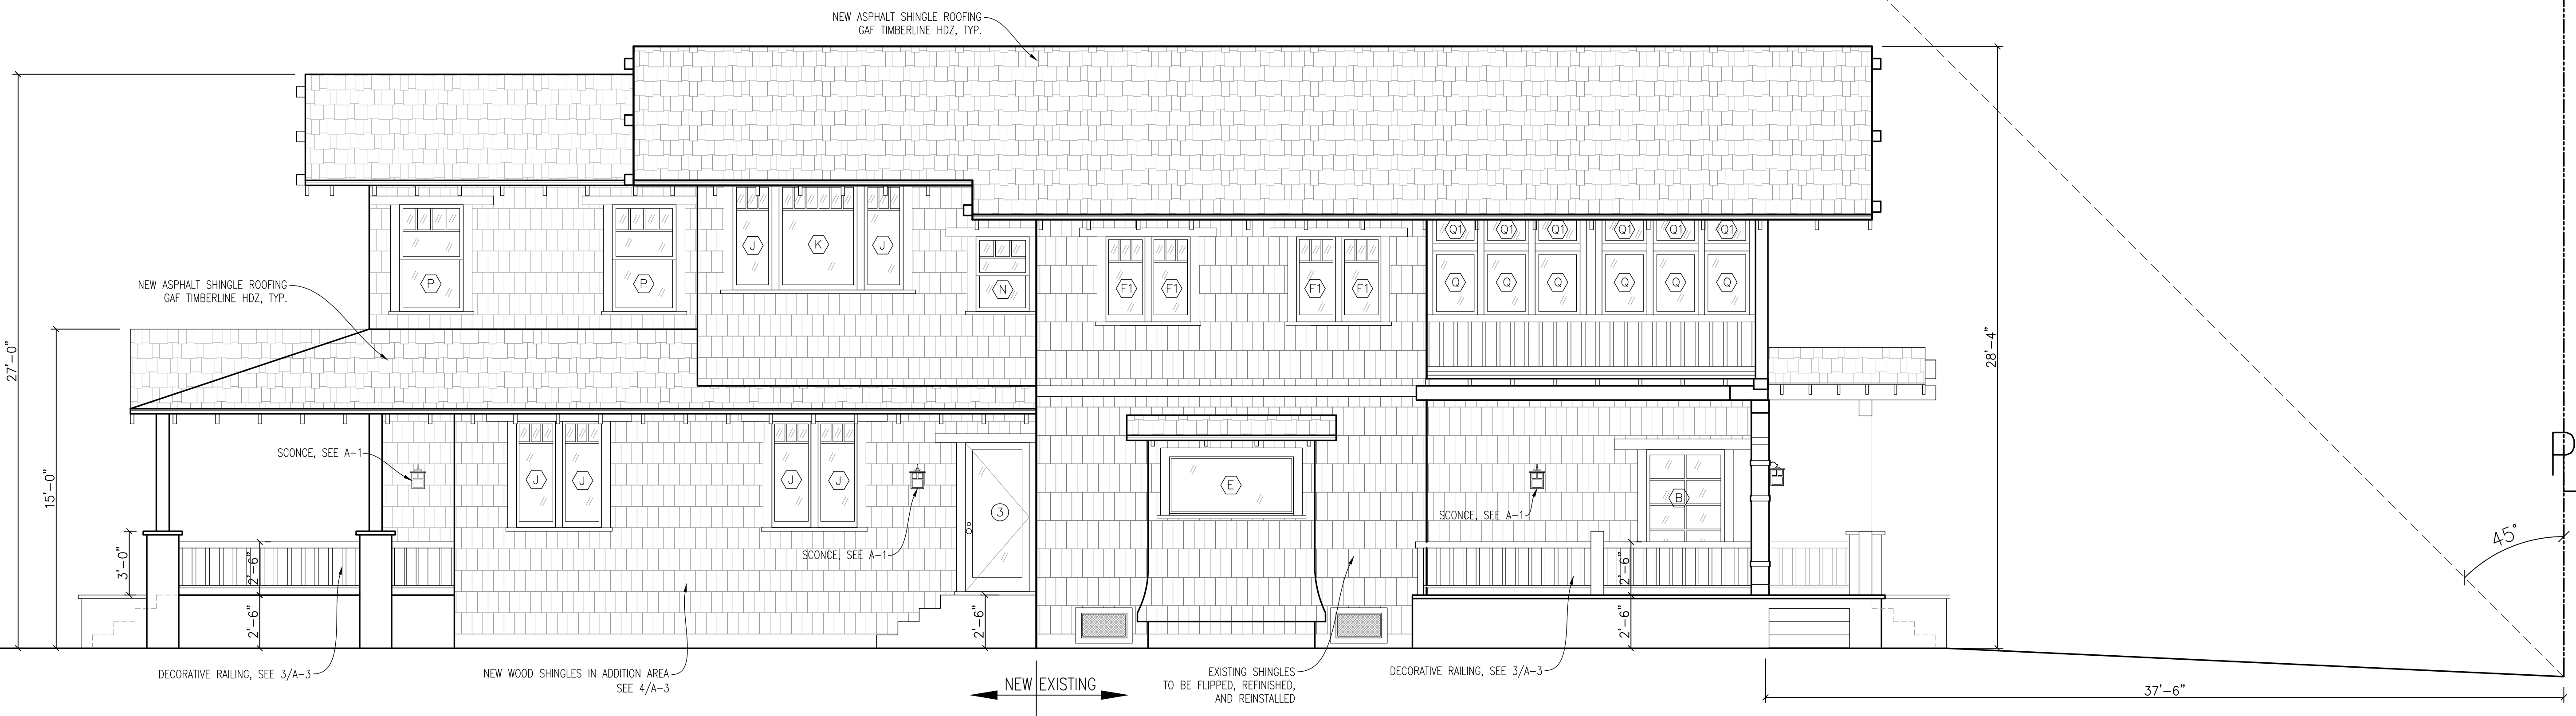 NEW ASPHALT SHINGLE ROOFING
GAF TIMBERLINE HDZ, TYP.
27'-0"
28'-4"
J
K
J
N
P
P
F1
F1
F1
F1
Q1
Q1
Q1
Q1
Q1
Q1
Q
Q
Q
Q
Q
Q
NEW ASPHALT SHINGLE ROOFING
GAF TIMBERLINE HDZ, TYP.
15'-0"
SCONCE, SEE A-1
J
J
J
J
3
SCONCE, SEE A-1
E
SCONCE, SEE A-1
B
P
45°
3'-0"
2'-6"
2'-6"
2'-6"
2'-6"
2'-6"
DECORATIVE RAILING, SEE 3/A-3
NEW WOOD SHINGLES IN ADDITION AREA
SEE 4/A-3
NEW
EXISTING
EXISTING SHINGLES
TO BE FLIPPED, REFINISHED,
AND REINSTALLED
DECORATIVE RAILING, SEE 3/A-3
37'-6"